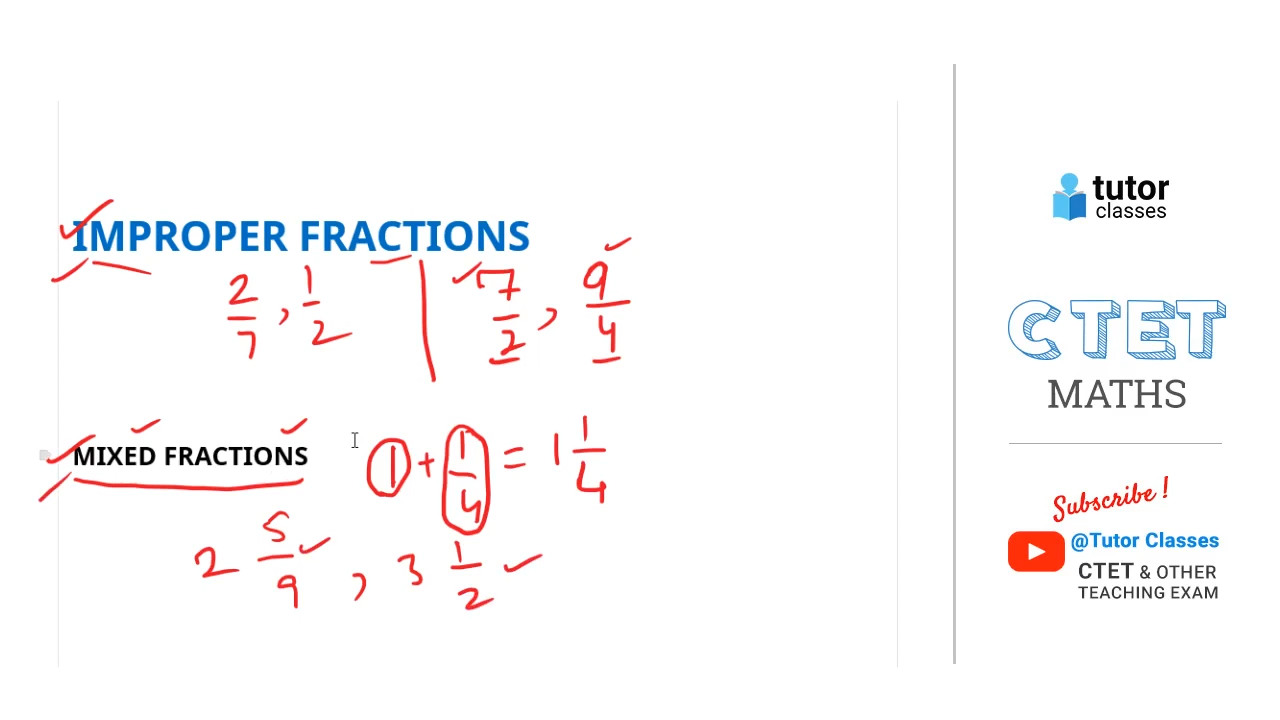 IMPROPER FRACTIONS
2/7, 1/2 | 7/2, 9/4
MIXED FRACTIONS
1 + 1/4 = 1 1/4
2 5/9, 3 1/2
tutor
classes
CTET
MATHS
Subscribe !
@Tutor Classes
CTET & OTHER
TEACHING EXAM